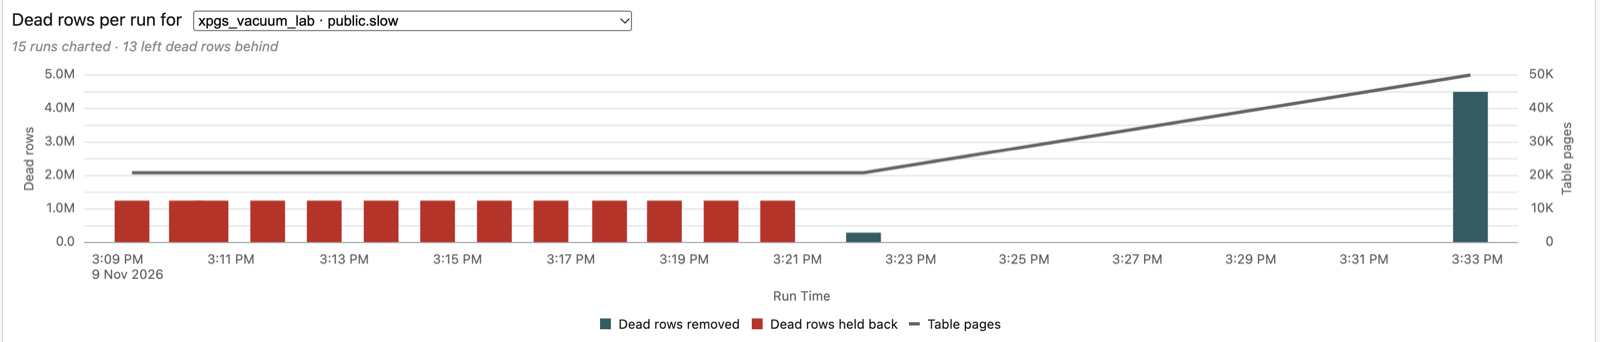 Dead rows per run for xpgs_vacuum_lab · public.slow
15 runs charted · 13 left dead rows behind
Dead rows
5.0M
4.0M
3.0M
2.0M
1.0M
0.0
50K
40K
30K
20K
10K
0
Table pages
3:09 PM 3:11 PM 3:13 PM 3:15 PM 3:17 PM 3:19 PM 3:21 PM 3:23 PM 3:25 PM 3:27 PM 3:29 PM 3:31 PM 3:33 PM
9 Nov 2026
Run Time
Dead rows removed Dead rows held back Table pages